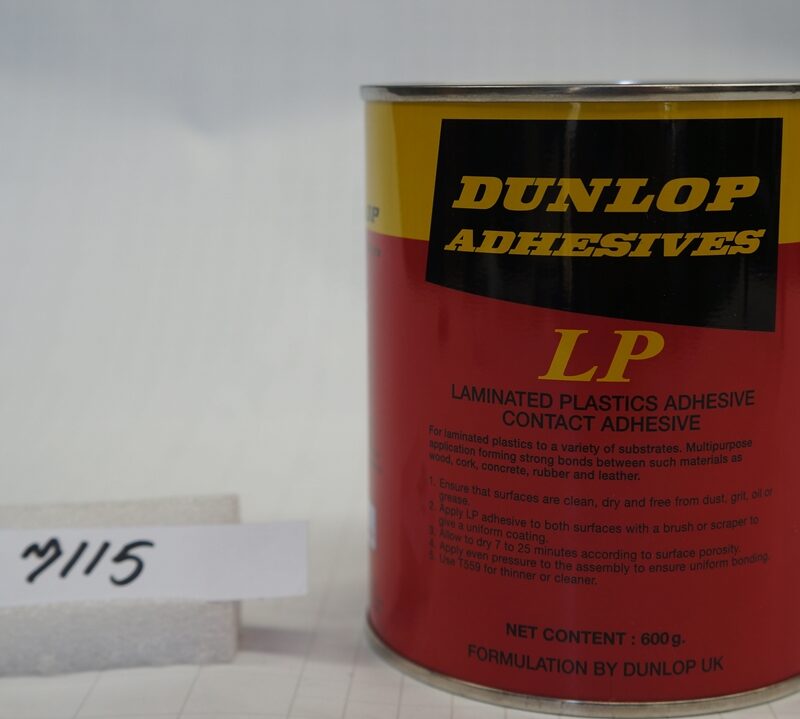 DUNLOP
ADHESIVES
LP
LAMINATED PLASTICS ADHESIVE
CONTACT ADHESIVE
For laminated plastics to a variety of substrates. Multipurpose
application forming strong bonds between such materials as
wood, cork, concrete, rubber and leather.
1. Ensure that surfaces are clean, dry and free from dust, grit, oil or
grease.
2. Apply LP adhesive to both surfaces with a brush or scraper to
give a uniform coating.
3. Allow to dry 7 to 25 minutes according to surface porosity.
4. Apply even pressure to the assembly to ensure uniform bonding.
5. Use T559 for thinner or cleaner.
NET CONTENT : 600g.
FORMULATION BY DUNLOP UK